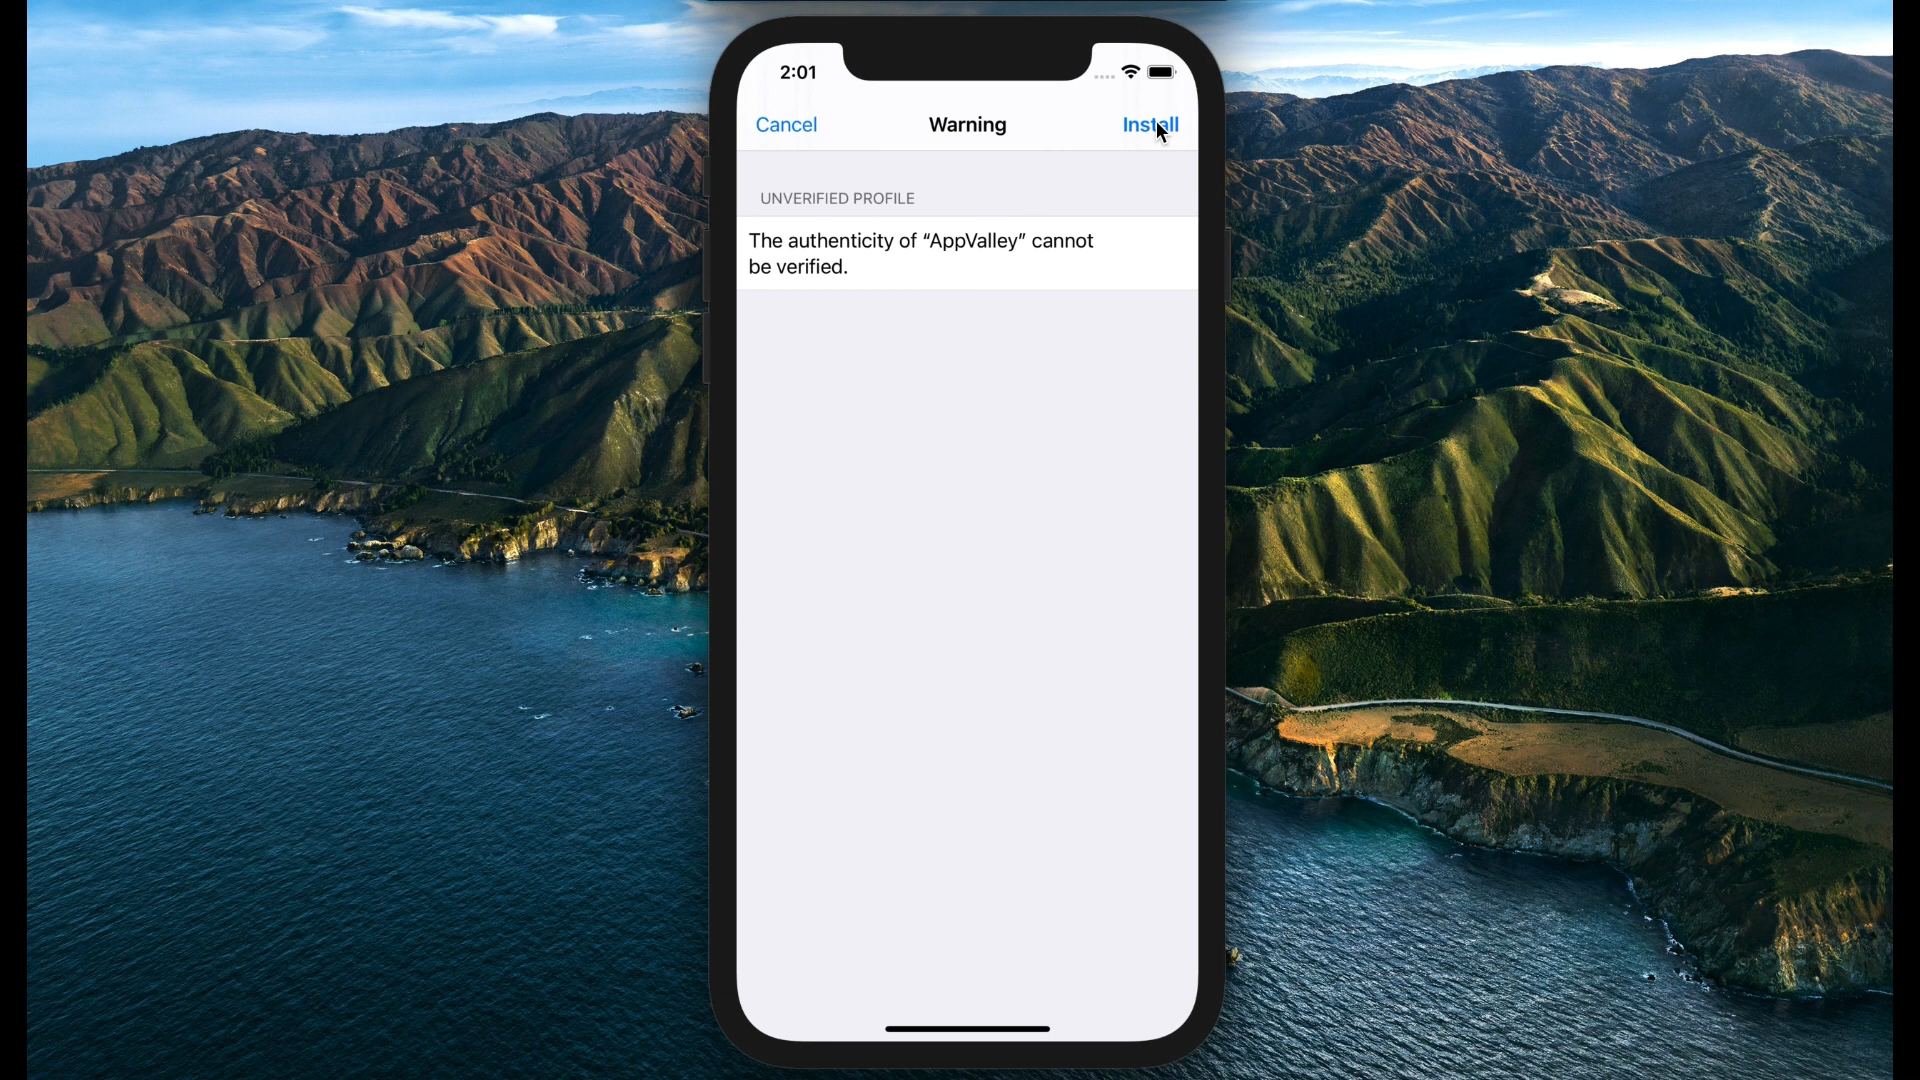 2:01
Cancel
Warning
Install
UNVERIFIED PROFILE
The authenticity of “AppValley” cannot
be verified.